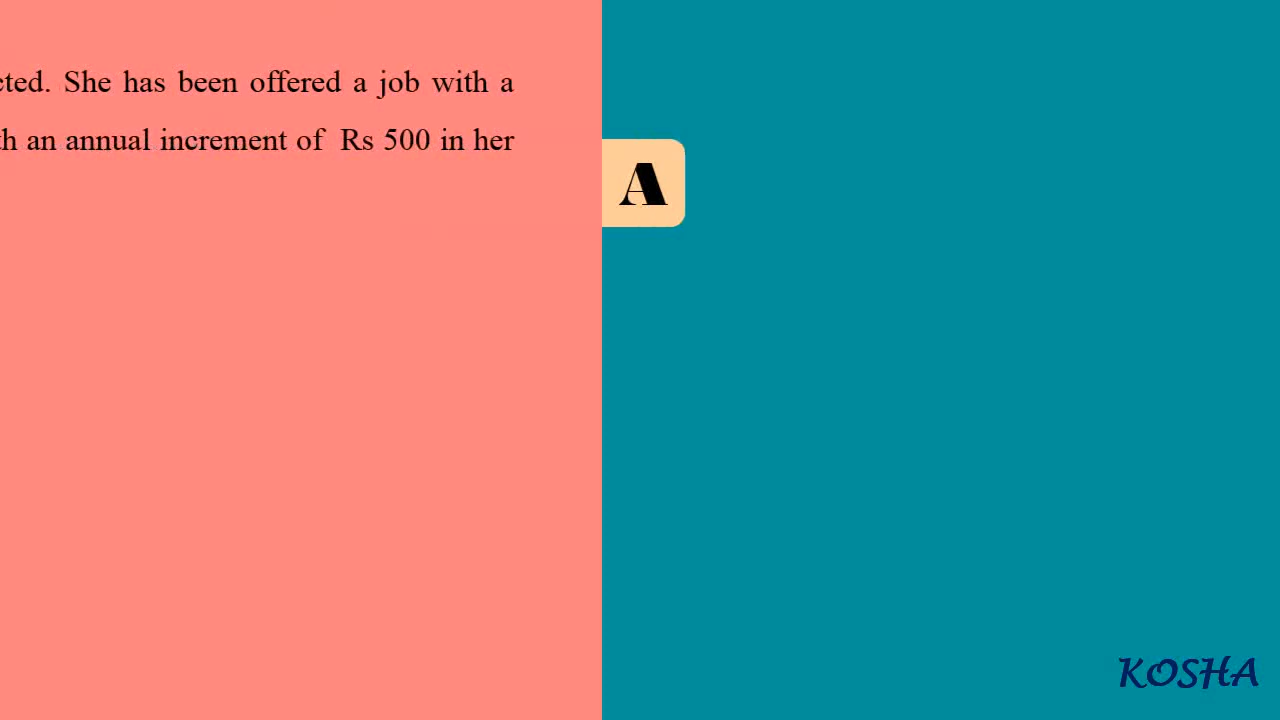 She has been offered a job with a
an annual increment of Rs 500 in her
A
KOSHA